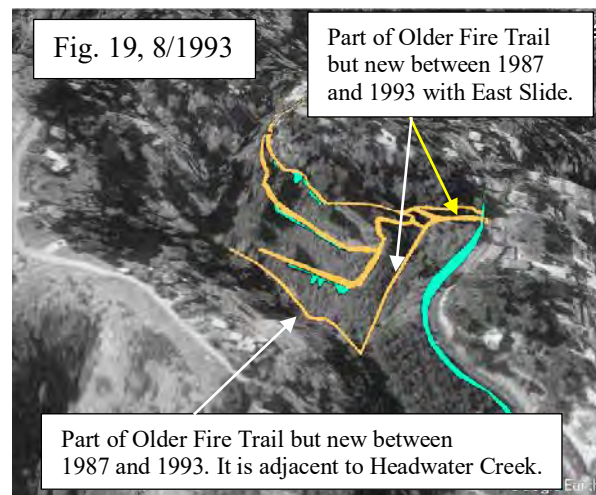 Fig. 19, 8/1993
Part of Older Fire Trail
but new between 1987
and 1993 with East Slide.
Part of Older Fire Trail but new between
1987 and 1993. It is adjacent to Headwater Creek.